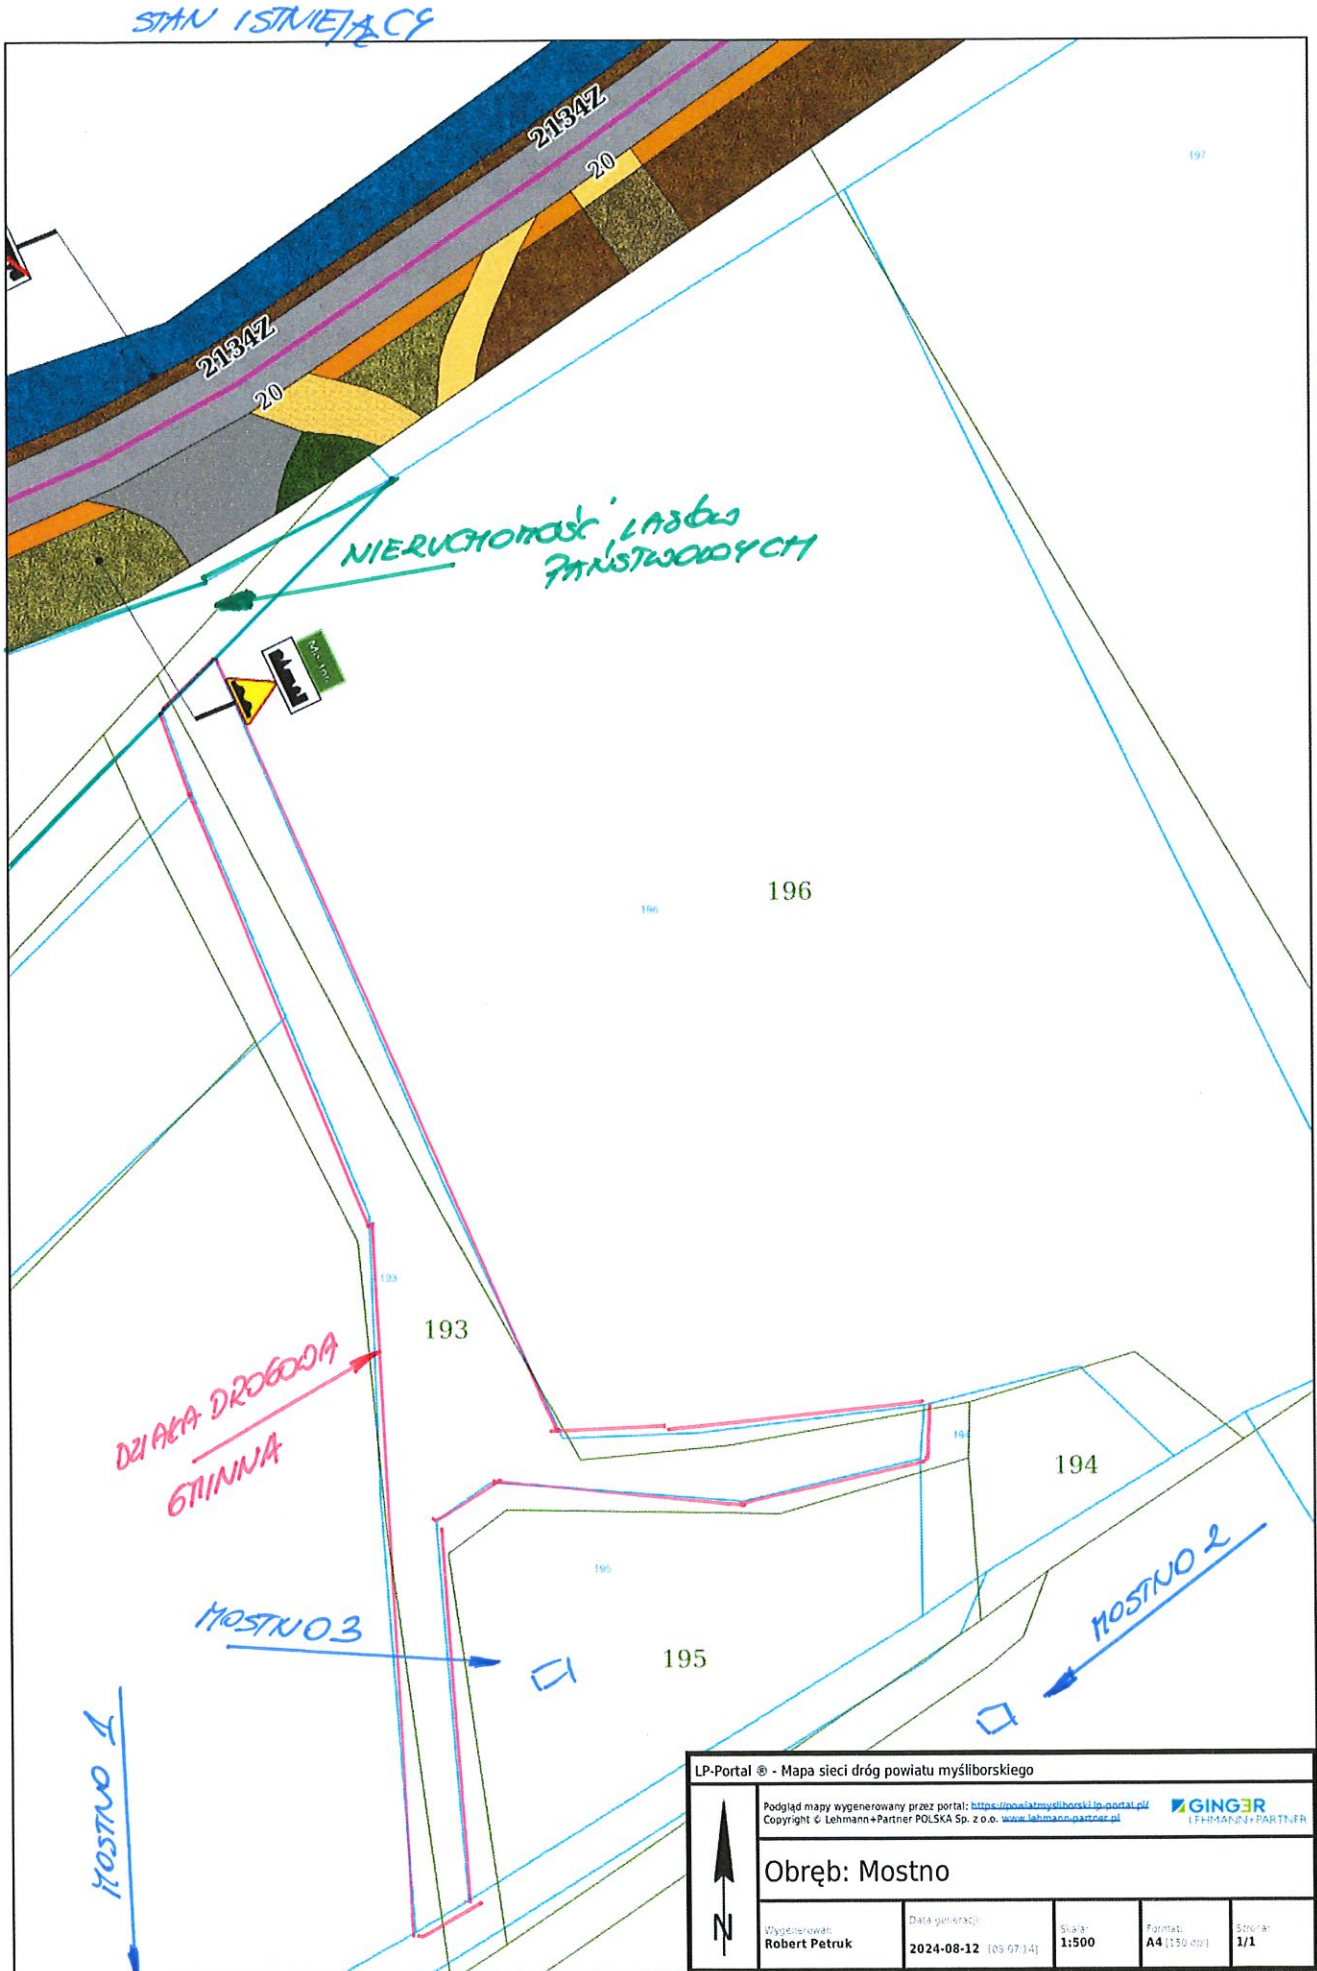 STAN ISTNIEJĄCY
2134Z
20
197
2134Z
20
NIERUCHOMOŚĆ LASÓW
PAŃSTWOWYCH
196
196
193
193
DZIAŁKA DROGOWA
GMINNA
194
195
MOSTNO 2
MOSTNO 3
195
MOSTNO 1
LP-Portal ® - Mapa sieci dróg powiatu myśliborskiego
Podgląd mapy wygenerowany przez portal: https://powiatmysliborski.lp-portal.pl/
Copyright © Lehmann+Partner POLSKA Sp. z o.o. www.lehmann-partner.pl
GINGER
LEHMANN+PARTNER
Obręb: Mostno
N
Wygenerował:
Robert Petruk
Data generacji:
2024-08-12
Skala:
1:500
Format:
A4 [150 dpi]
Strona:
1/1